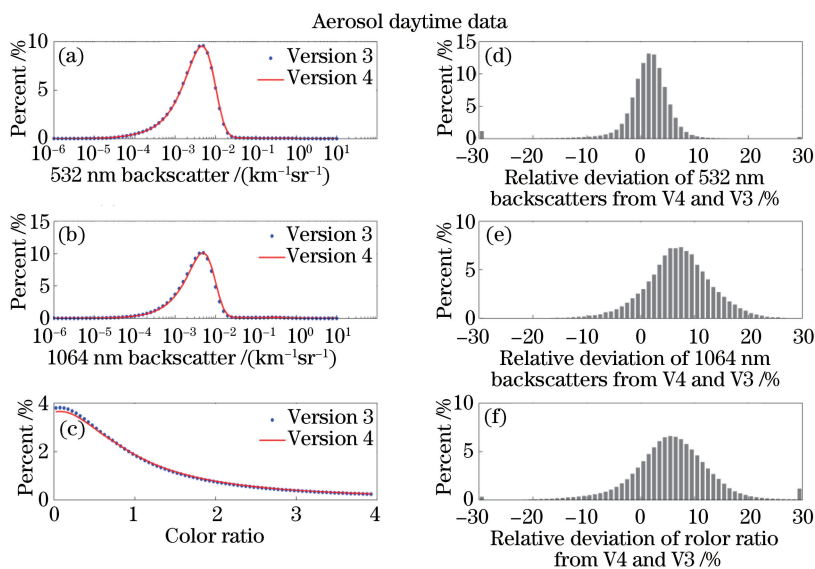 Aerosol daytime data
(a)
Version 3
Version 4
Percent /%
10
5
0
10⁻⁶ 10⁻⁵ 10⁻⁴ 10⁻³ 10⁻² 10⁻¹ 10⁰ 10¹
532 nm backscatter /(km⁻¹sr⁻¹)
(d)
Percent /%
15
10
5
0
−30 −20 −10 0 10 20 30
Relative deviation of 532 nm
backscatters from V4 and V3 /%
(b)
Version 3
Version 4
Percent /%
15
10
5
0
10⁻⁶ 10⁻⁵ 10⁻⁴ 10⁻³ 10⁻² 10⁻¹ 10⁰ 10¹
1064 nm backscatter /(km⁻¹sr⁻¹)
(e)
Percent /%
10
5
0
−30 −20 −10 0 10 20 30
Relative deviation of 1064 nm
backscatters from V4 and V3 /%
(c)
Version 3
Version 4
Percent /%
4
2
0
0 1 2 3 4
Color ratio
(f)
Percent /%
10
5
0
−30 −20 −10 0 10 20 30
Relative deviation of rolor ratio
from V4 and V3 /%